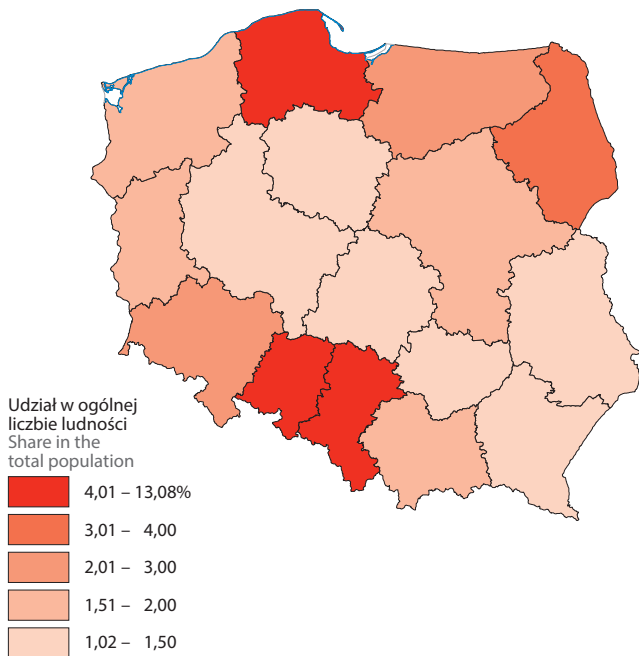 Udział w ogólnej
liczbie ludności
Share in the
total population
4,01 – 13,08%
3,01 – 4,00
2,01 – 3,00
1,51 – 2,00
1,02 – 1,50